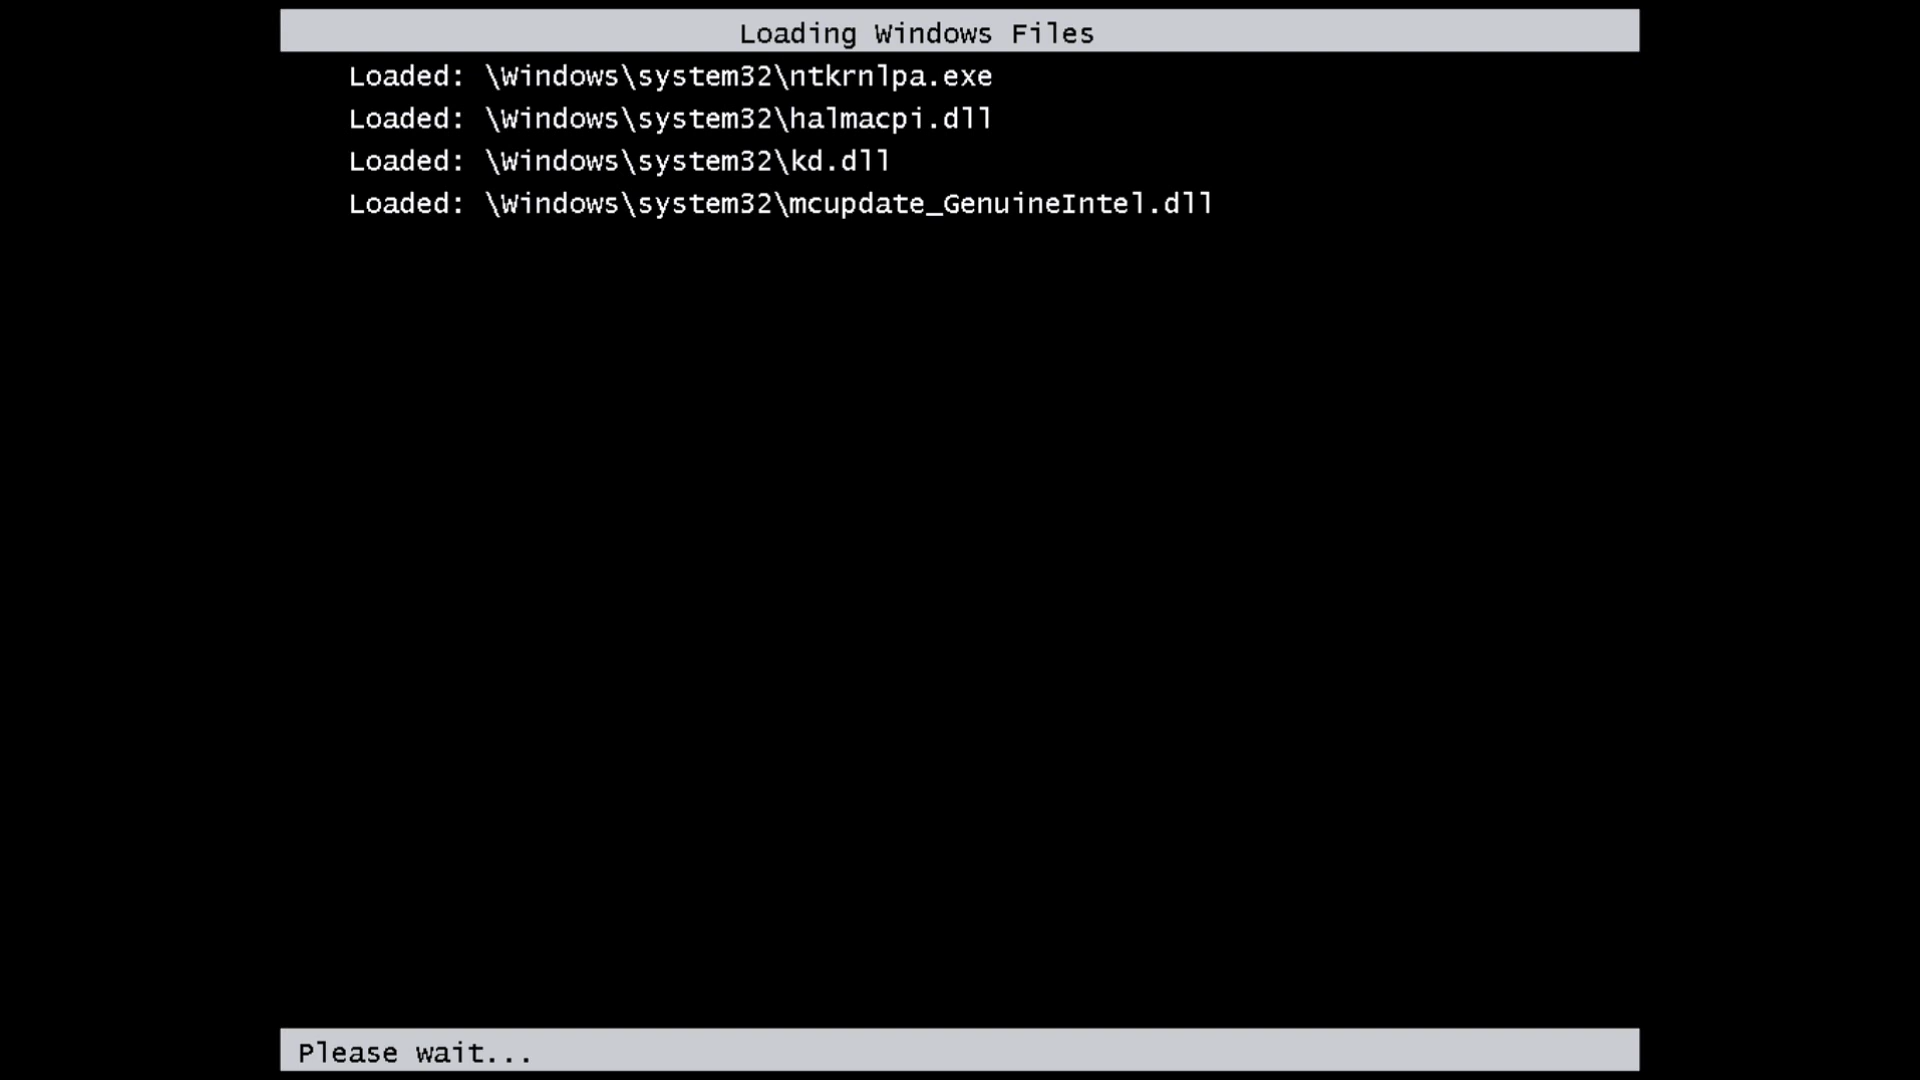 Loading Windows Files
Loaded: \Windows\system32\ntkrnlpa.exe
Loaded: \Windows\system32\halmacpi.dll
Loaded: \Windows\system32\kd.dll
Loaded: \Windows\system32\mcupdate_GenuineIntel.dll
Please wait...